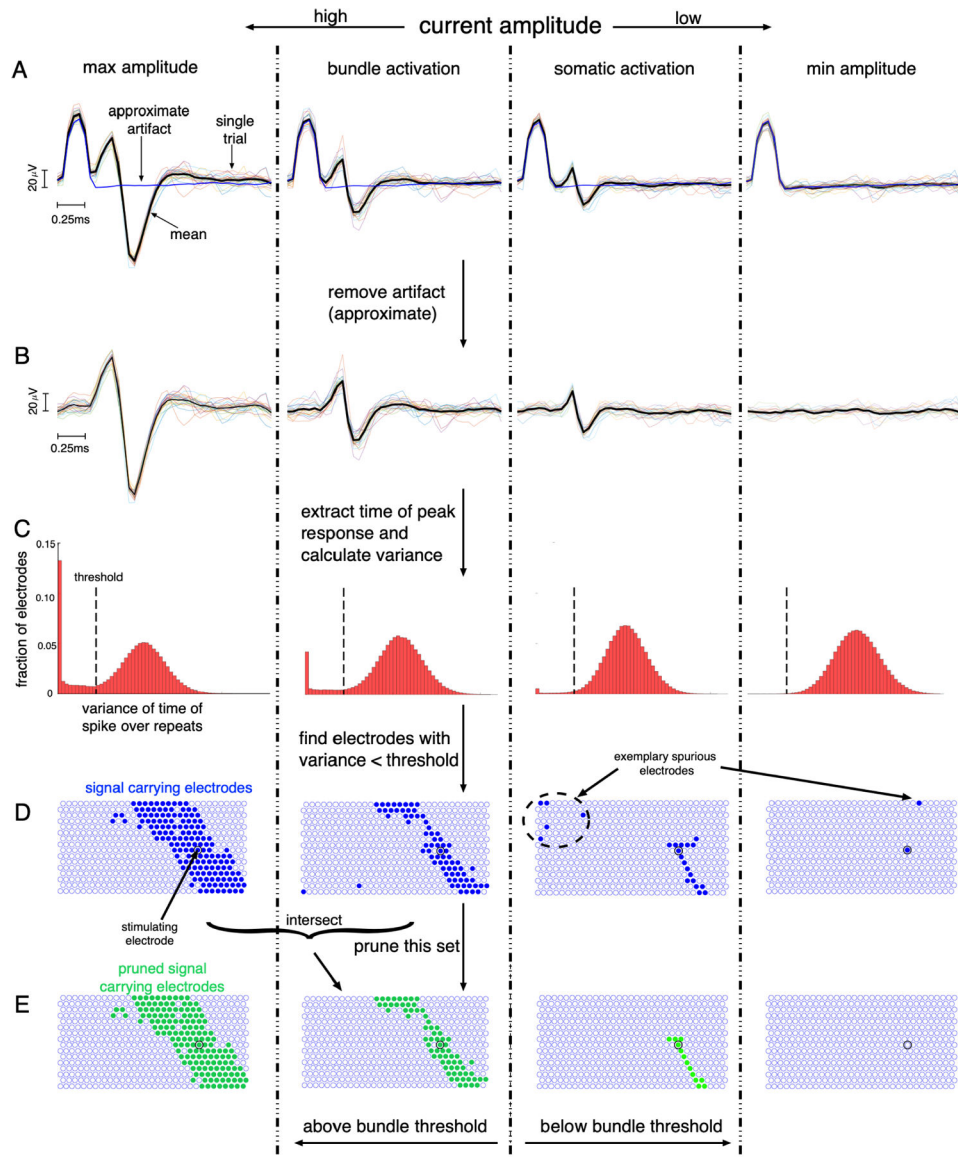 high
current amplitude
low
A
max amplitude
bundle activation
somatic activation
min amplitude
approximate
artifact
single
trial
20 μV
0.25ms
mean
remove artifact
(approximate)
B
20 μV
0.25ms
extract time of peak
response and
calculate variance
C
fraction of electrodes
0.15
0.10
0.05
0
threshold
variance of time of
spike over repeats
find electrodes with
variance < threshold
exemplary spurious
electrodes
signal carrying electrodes
D
stimulating
electrode
intersect
prune this set
pruned signal
carrying electrodes
E
above bundle threshold
below bundle threshold